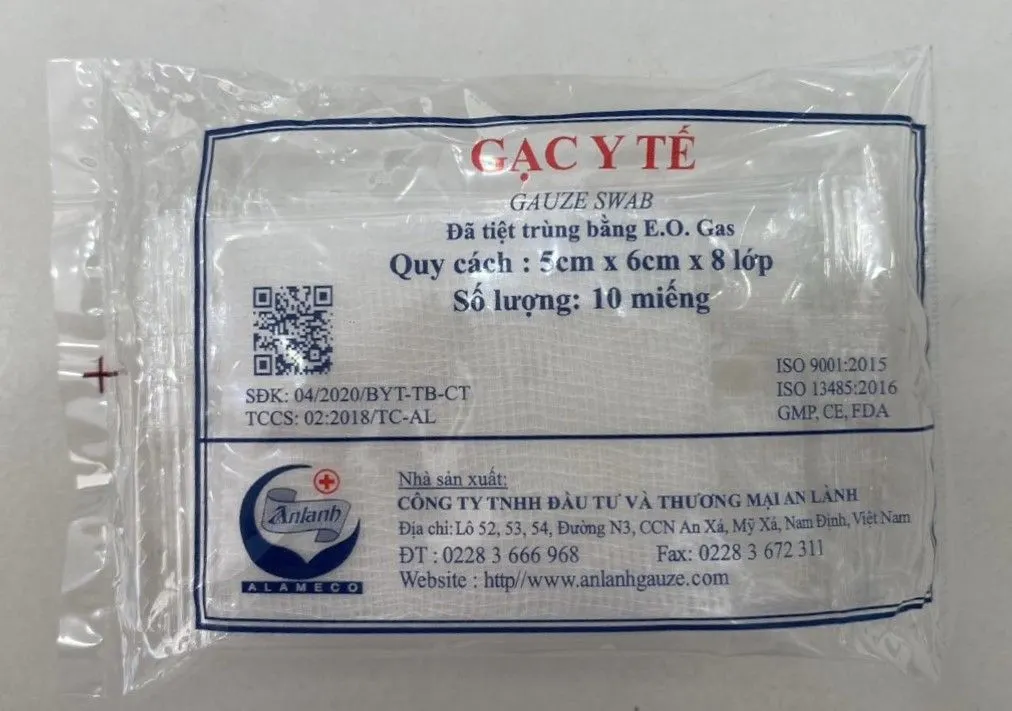 GẠC Y TẾ
GAUZE SWAB
Đã tiệt trùng bằng E.O. Gas
Quy cách : 5cm x 6cm x 8 lớp
Số lượng: 10 miếng
SĐK: 04/2020/BYT-TB-CT
TCCS: 02:2018/TC-AL
ISO 9001:2015
ISO 13485:2016
GMP, CE, FDA
Anlanh
ALAMECO
Nhà sản xuất:
CÔNG TY TNHH ĐẦU TƯ VÀ THƯƠNG MẠI AN LÀNH
Địa chỉ: Lô 52, 53, 54, Đường N3, CCN An Xá, Mỹ Xá, Nam Định, Việt Nam
ĐT : 0228 3 666 968 Fax: 0228 3 672 311
Website : http//www.anlanhgauze.com